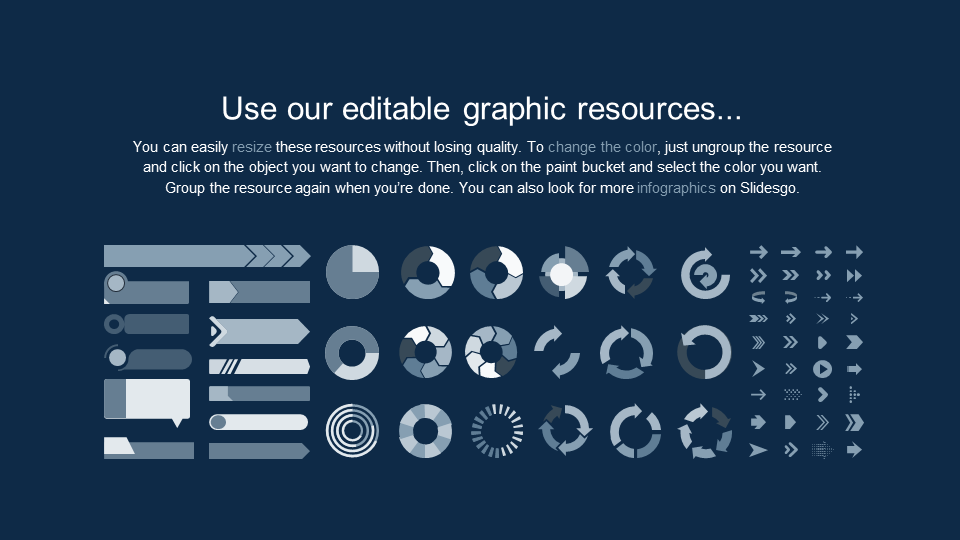 Use our editable graphic resources...
You can easily resize these resources without losing quality. To change the color, just ungroup the resource
and click on the object you want to change. Then, click on the paint bucket and select the color you want.
Group the resource again when you’re done. You can also look for more infographics on Slidesgo.